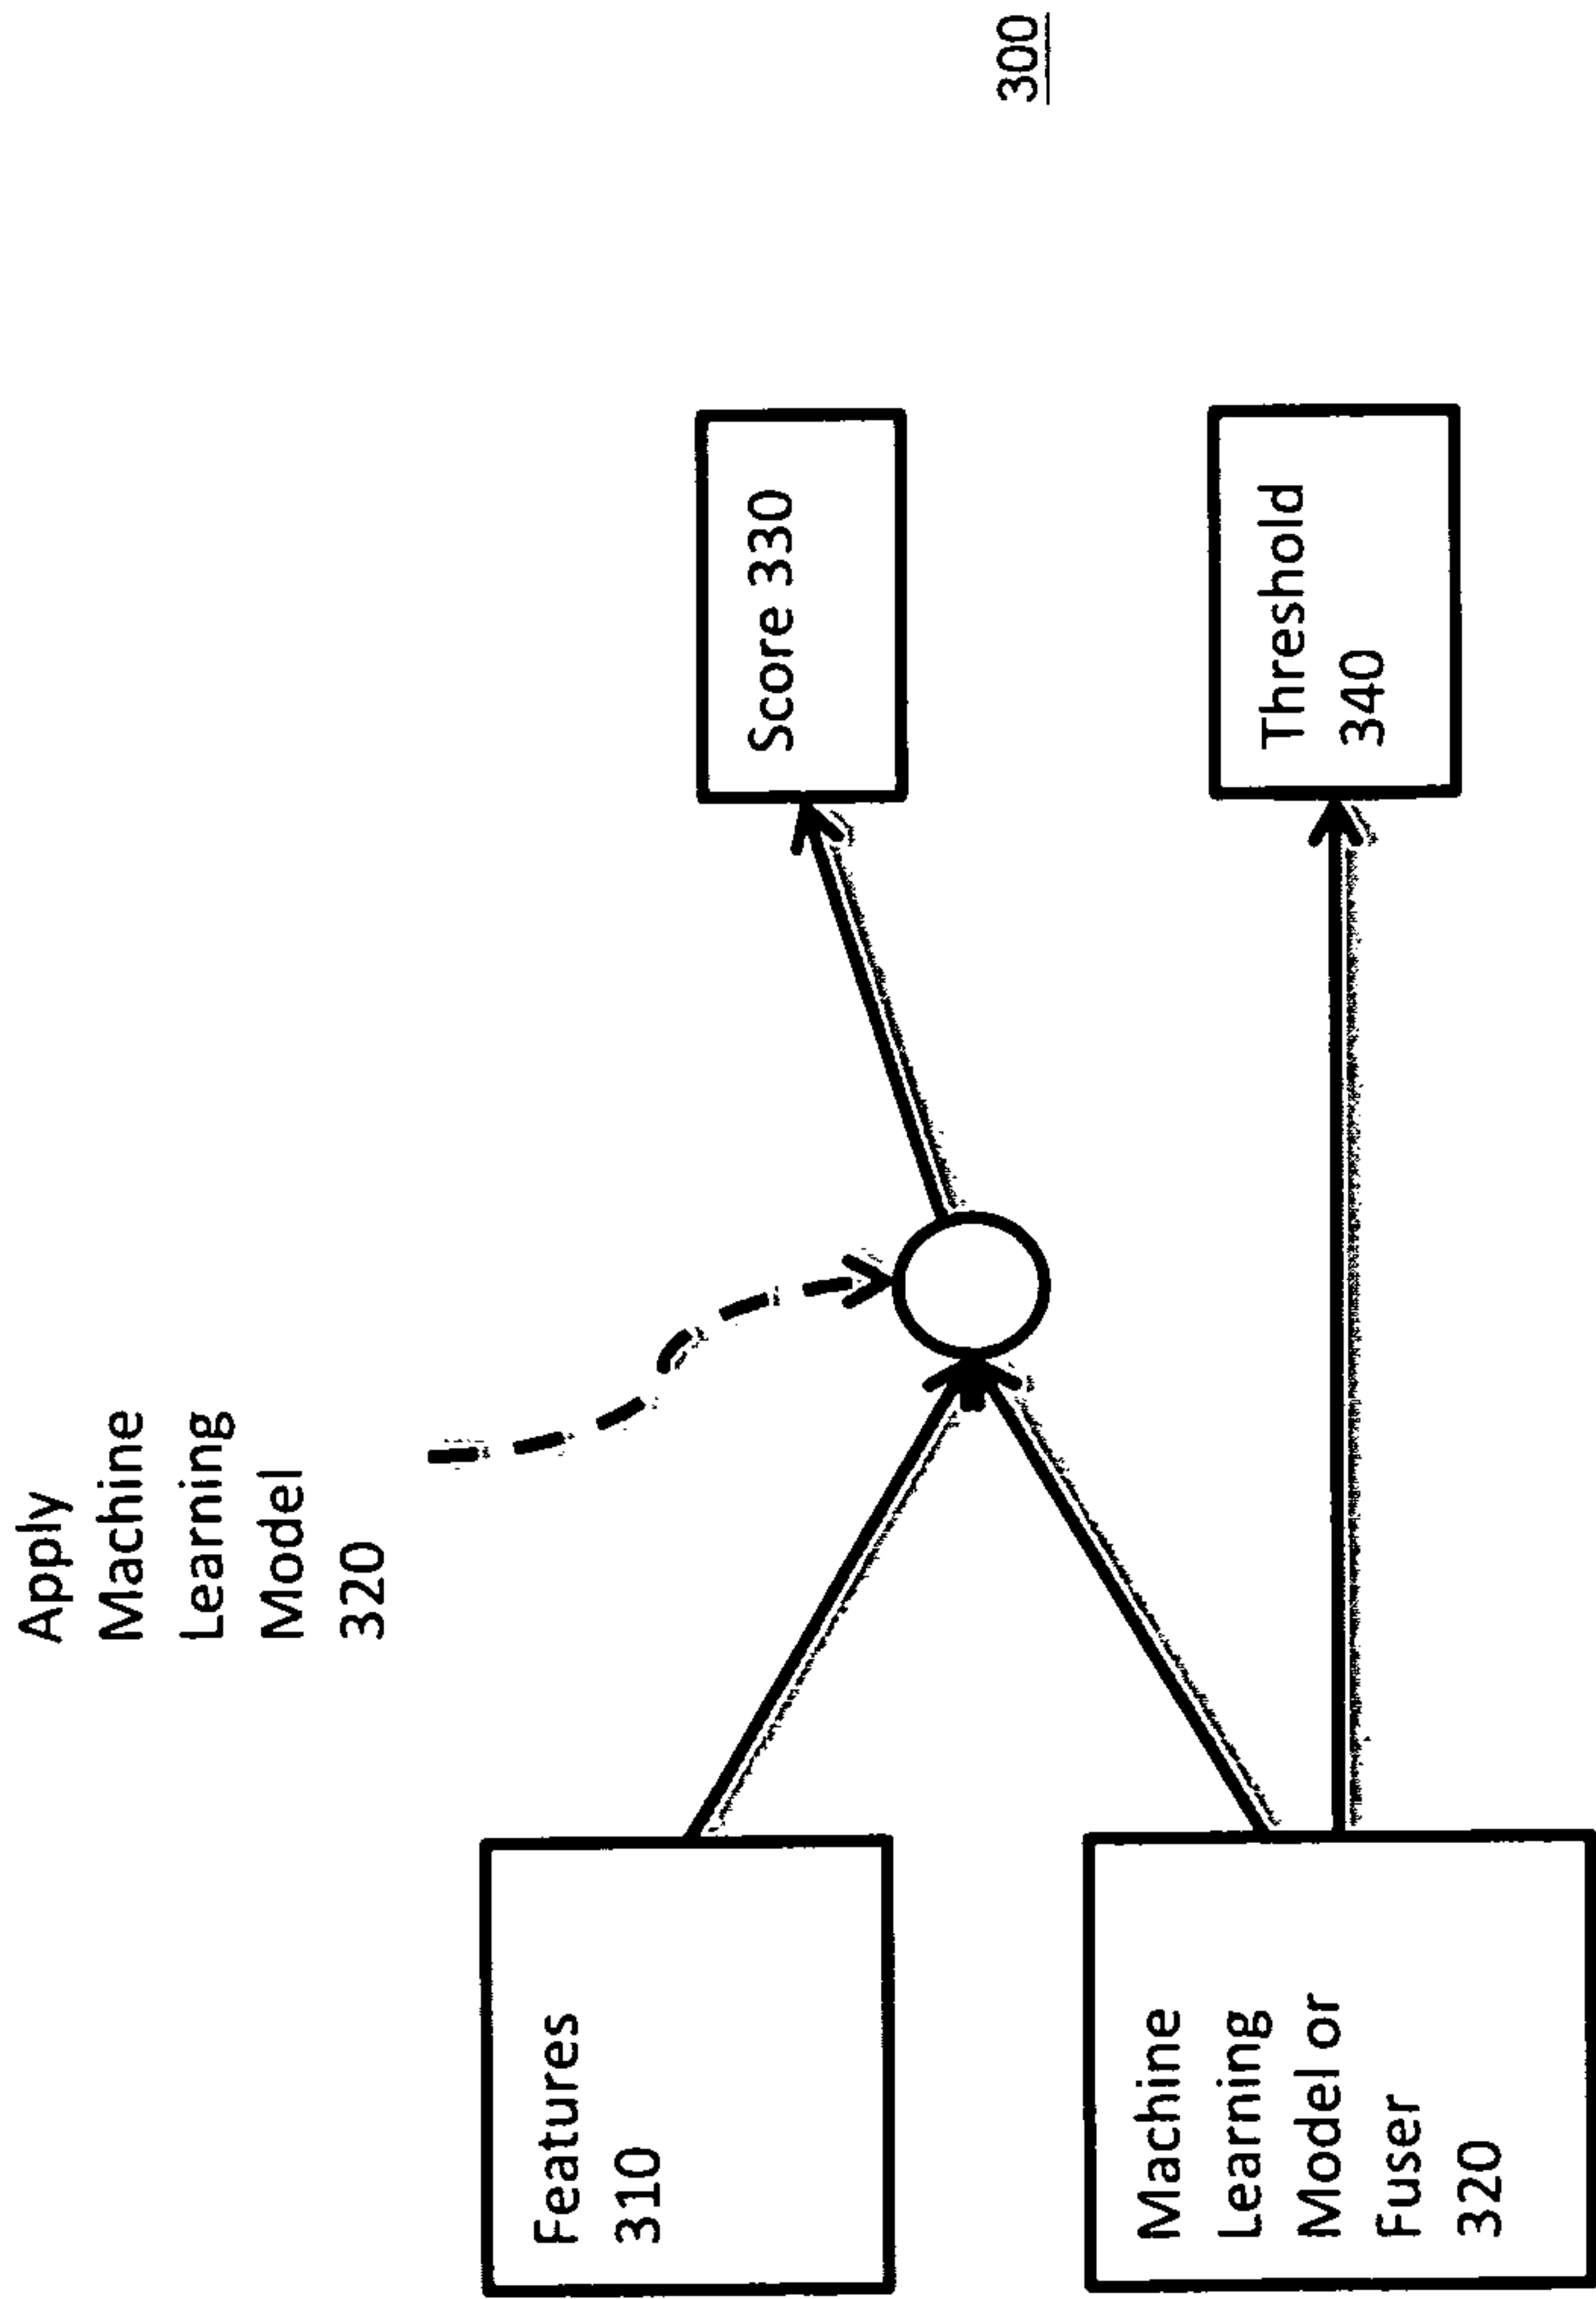 Apply
Machine
Learning
Model
320
Features
310
Score 330
300
Machine
Learning
Model or
Fuser
320
Threshold
340